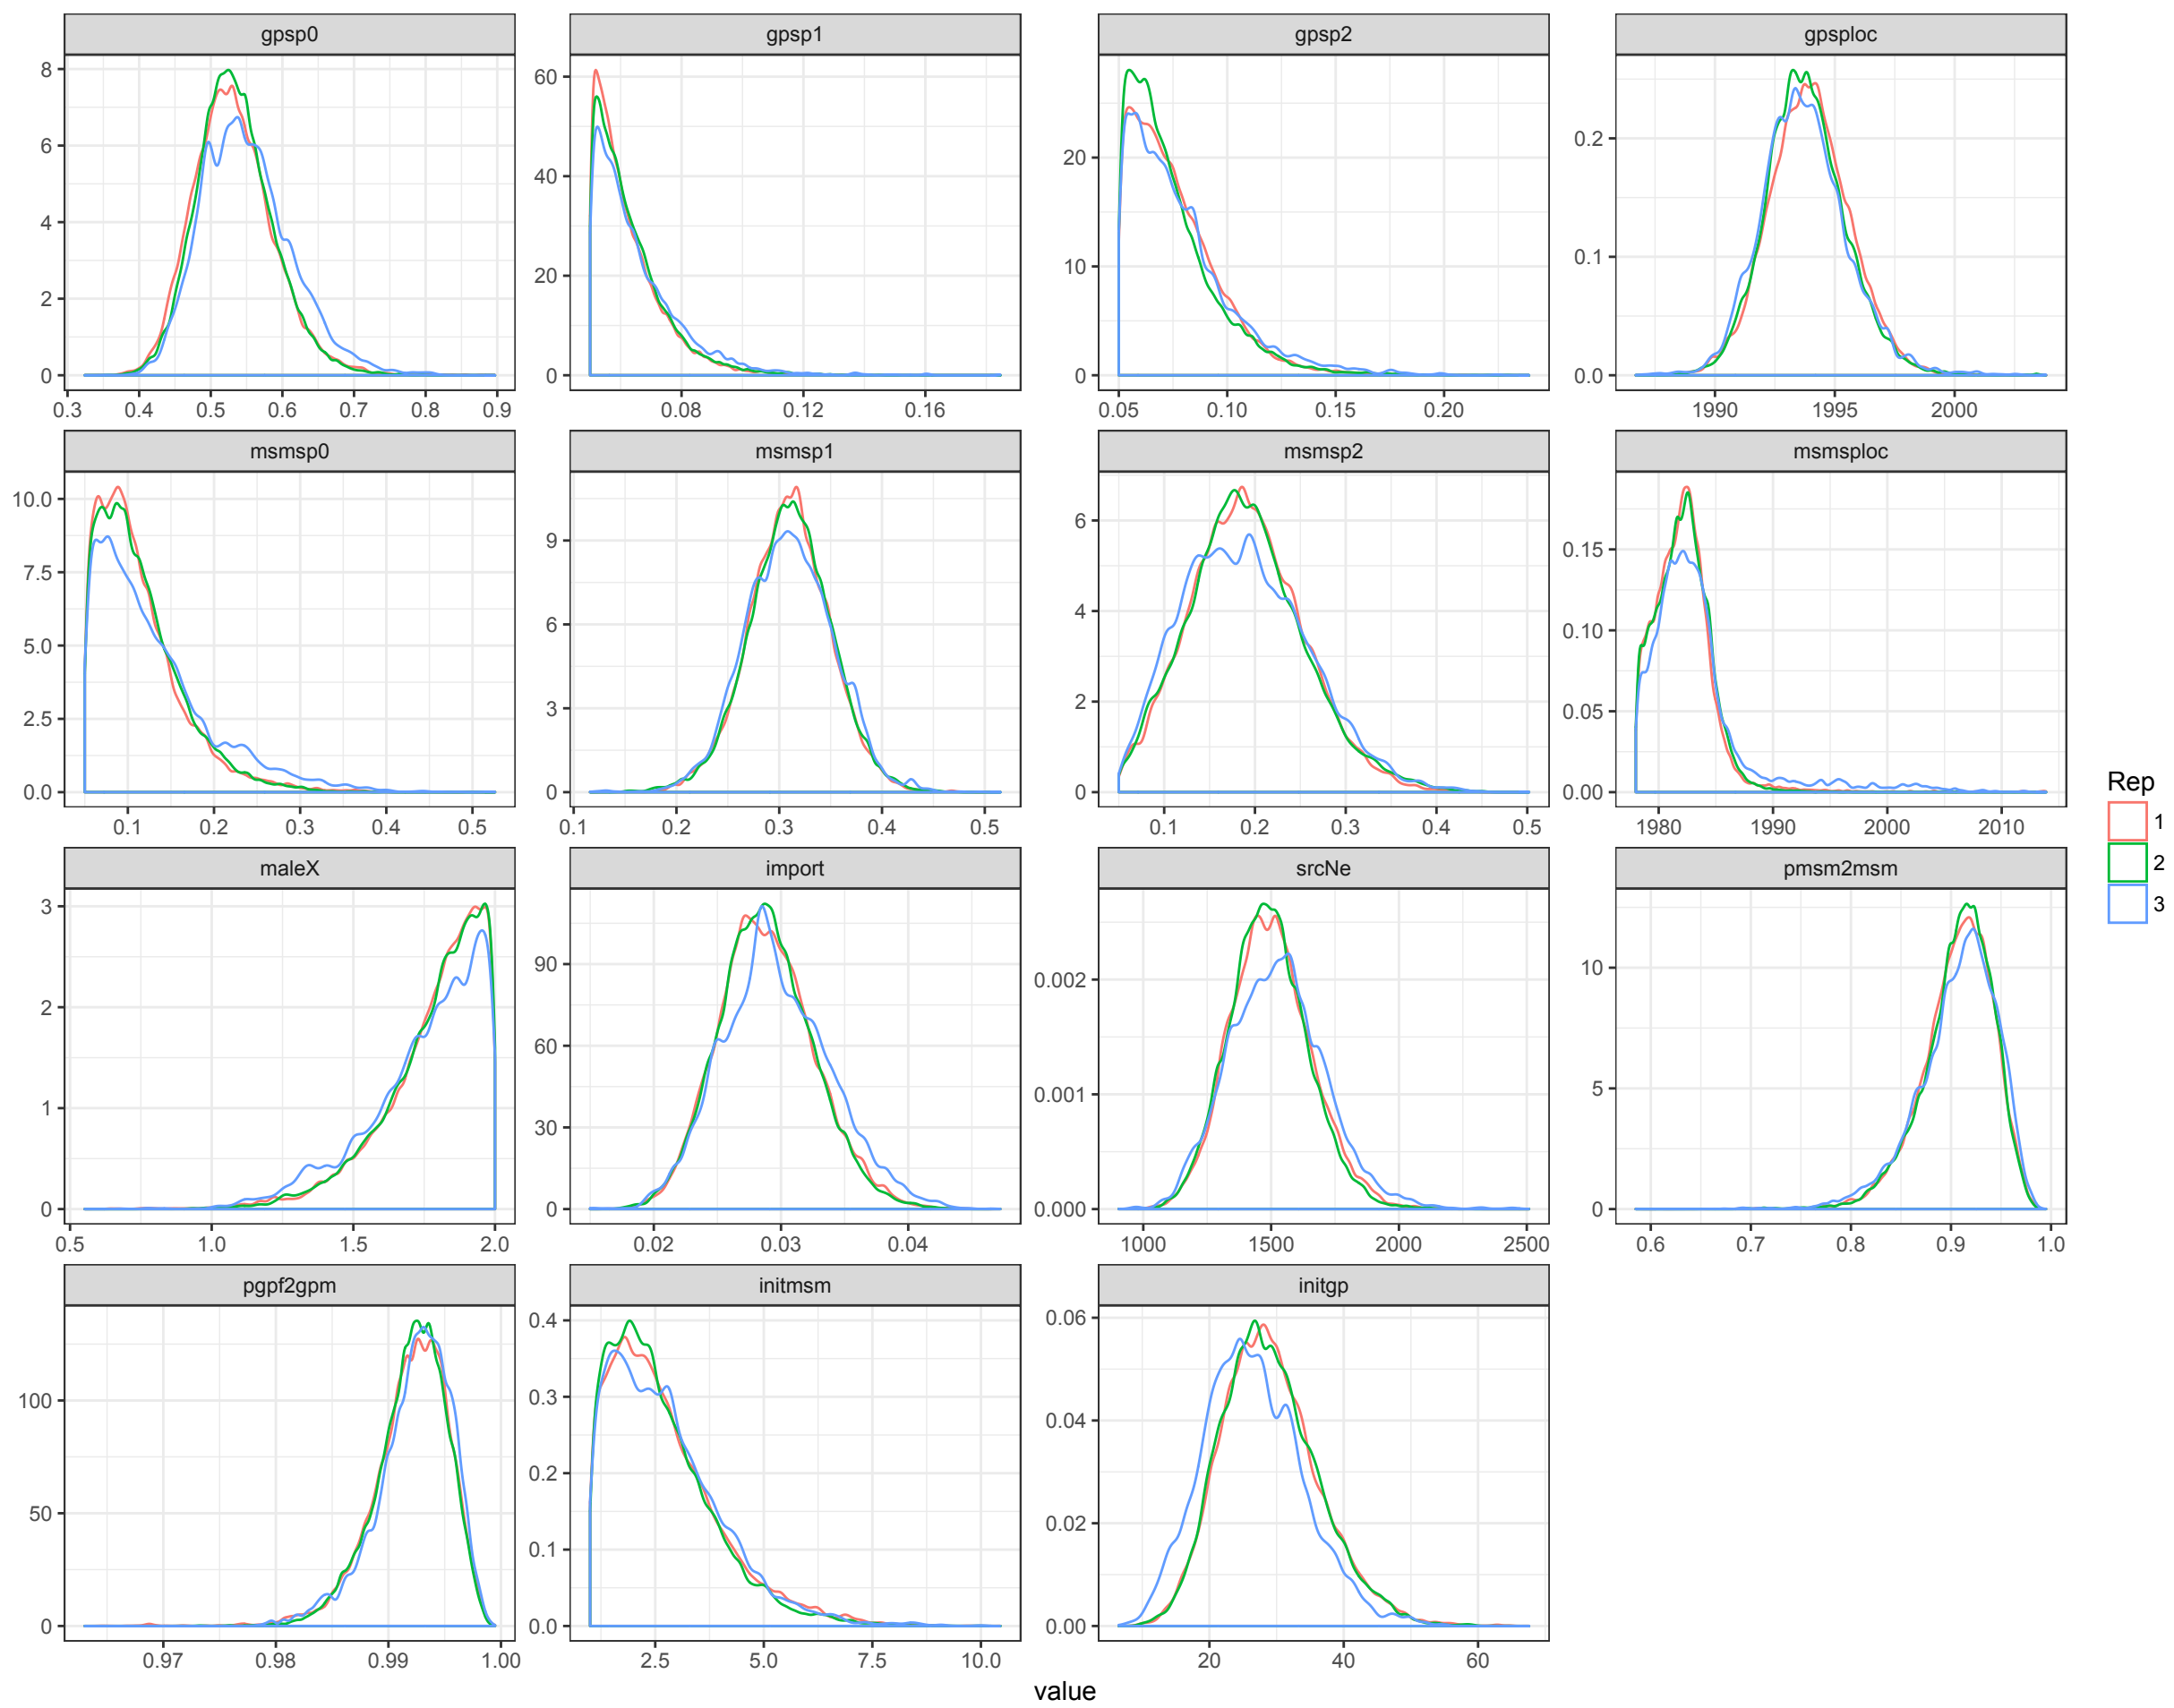 gpsp0 gpsp1 gpsp2 gpsploc
8 60 20 0.2
6 40 10 0.1
4 20 0 0.0
2 0
0
0.3 0.4 0.5 0.6 0.7 0.8 0.9 0.08 0.12 0.16 0.05 0.10 0.15 0.20 1990 1995 2000
msmsp0 msmsp1 msmsp2 msmsploc
10.0 9 6 0.15
7.5 6 4 0.10
5.0 3 2 0.05
2.5 0 0 0.00
0.0
0.1 0.2 0.3 0.4 0.5 0.1 0.2 0.3 0.4 0.5 0.1 0.2 0.3 0.4 0.5 1980 1990 2000 2010
maleX import srcNe pmsm2msm
3 90 0.002 10
2 60 0.001 5
1 30 0.000 0
0 0
0.5 1.0 1.5 2.0 0.02 0.03 0.04 1000 1500 2000 2500 0.6 0.7 0.8 0.9 1.0
pgpf2gpm initmsm initgp
100 0.4 0.06
50 0.3 0.04
0 0.2 0.02
0.1 0.00
0.0
0.97 0.98 0.99 1.00 2.5 5.0 7.5 10.0 20 40 60
value
Rep
1
2
3